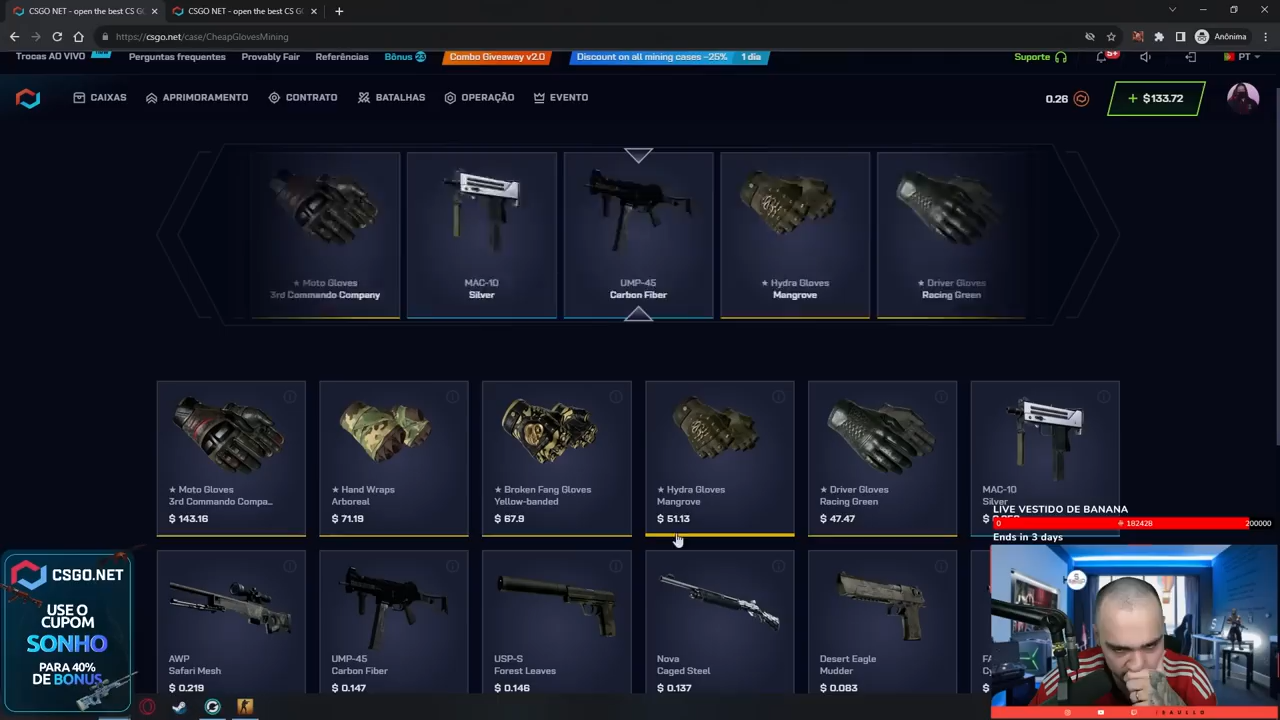 CSGO NET - open the best CS G
CSGO NET - open the best CS GO
https://csgo.net/case/CheapGlovesMining
Anônima
Trocas AO VIVO
Perguntas frequentes
Provably Fair
Referências
Bônus
Combo Giveaway v2.0
Discount on all mining cases −25%
1 dia
Suporte
5+
PT
CAIXAS
APRIMORAMENTO
CONTRATO
BATALHAS
OPERAÇÃO
EVENTO
0.26
+ $133.72
★ Moto Gloves
3rd Commando Company
MAC-10
Silver
UMP-45
Carbon Fiber
★ Hydra Gloves
Mangrove
★ Driver Gloves
Racing Green
★ Moto Gloves
3rd Commando Compa...
$ 143.16
★ Hand Wraps
Arboreal
$ 71.19
★ Broken Fang Gloves
Yellow-banded
$ 67.9
★ Hydra Gloves
Mangrove
$ 51.13
★ Driver Gloves
Racing Green
$ 47.47
MAC-10
Silver
LIVE VESTIDO DE BANANA
0
182428
200000
Ends in 3 days
AWP
Safari Mesh
$ 0.219
UMP-45
Carbon Fiber
$ 0.147
USP-S
Forest Leaves
$ 0.146
Nova
Caged Steel
$ 0.137
Desert Eagle
Mudder
$ 0.083
CSGO.NET
USE O
CUPOM
SONHO
PARA 40%
DE BONUS